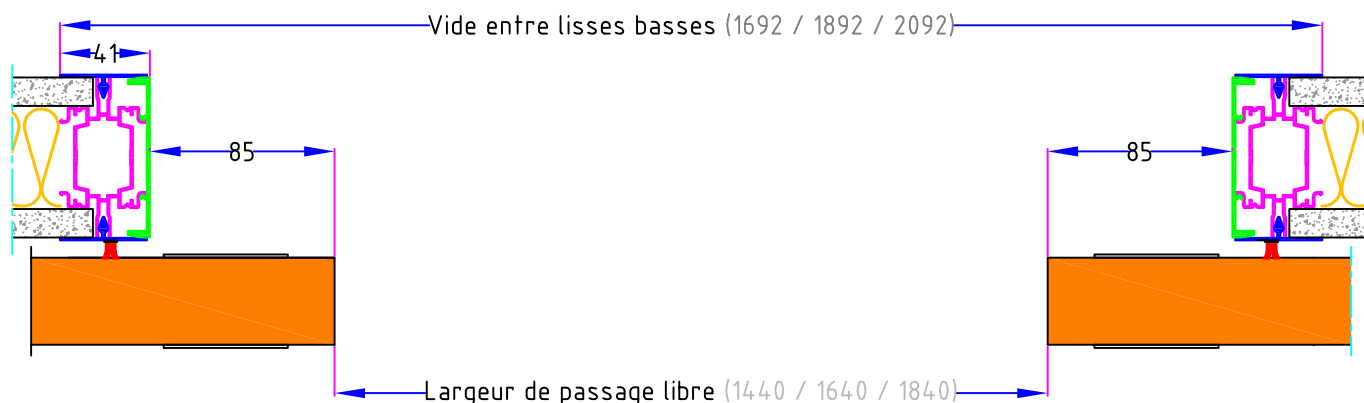 Vide entre lisses basses (1692 / 1892 / 2092)
41
85
85
Largeur de passage libre (1440 / 1640 / 1840)